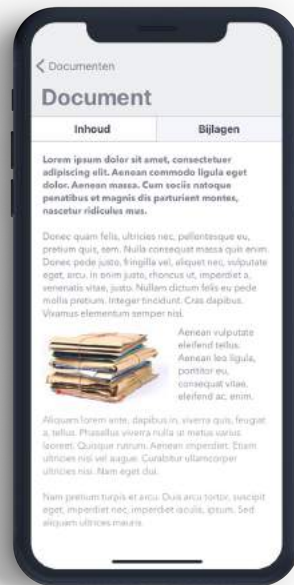 Documenten
Document
Inhoud
Bijlagen
Lorem ipsum dolor sit amet, consectetuer
adipiscing elit. Aenean commodo ligula eget
dolor. Aenean massa. Cum sociis natoque
penatibus et magnis dis parturient montes,
nascetur ridiculus mus.
Donec quam felis, ultricies nec, pellentesque eu,
pretium quis, sem. Nulla consequat massa quis enim.
Donec pede justo, fringilla vel, aliquet nec, vulputate
eget, arcu. In enim justo, rhoncus ut, imperdiet a,
venenatis vitae, justo. Nullam dictum felis eu pede
mollis pretium. Integer tincidunt. Cras dapibus.
Vivamus elementum semper nisi.
Aenean vulputate
eleifend tellus.
Aenean leo ligula,
porttitor eu,
consequat vitae,
eleifend ac, enim.
Aliquam lorem ante, dapibus in, viverra quis, feugiat
a, tellus. Phasellus viverra nulla ut metus varius
laoreet. Quisque rutrum. Aenean imperdiet. Etiam
ultricies nisi vel augue. Curabitur ullamcorper
ultricies nisi. Nam eget dui.
Nam pretium turpis et arcu. Duis arcu tortor, suscipit
eget, imperdiet nec, imperdiet iaculis, ipsum. Sed
aliquam ultrices mauris.